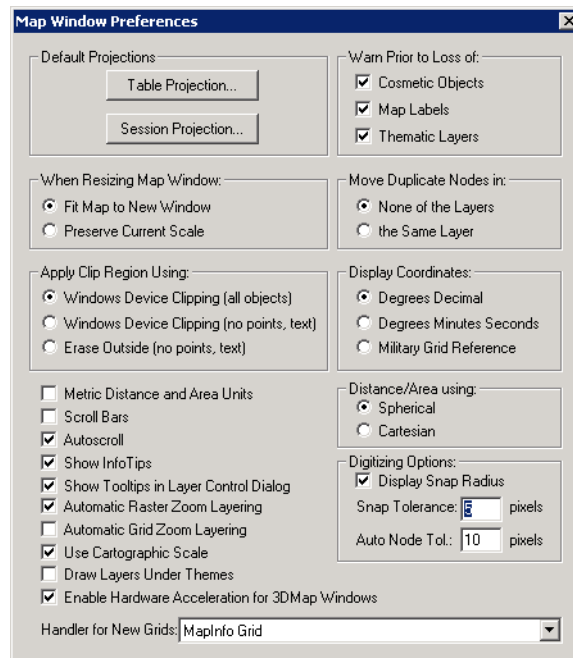 Map Window Preferences
Default Projections
Table Projection...
Session Projection...
Warn Prior to Loss of:
Cosmetic Objects
Map Labels
Thematic Layers
When Resizing Map Window:
Fit Map to New Window
Preserve Current Scale
Move Duplicate Nodes in:
None of the Layers
the Same Layer
Apply Clip Region Using:
Windows Device Clipping (all objects)
Windows Device Clipping (no points, text)
Erase Outside (no points, text)
Display Coordinates:
Degrees Decimal
Degrees Minutes Seconds
Military Grid Reference
Metric Distance and Area Units
Scroll Bars
Autoscroll
Show InfoTips
Show Tooltips in Layer Control Dialog
Automatic Raster Zoom Layering
Automatic Grid Zoom Layering
Use Cartographic Scale
Draw Layers Under Themes
Enable Hardware Acceleration for 3DMap Windows
Distance/Area using:
Spherical
Cartesian
Digitizing Options:
Display Snap Radius
Snap Tolerance: 5 pixels
Auto Node Tol.: 10 pixels
Handler for New Grids: MapInfo Grid